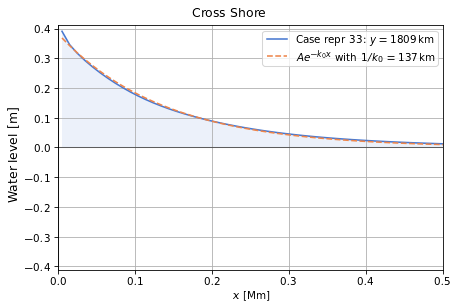 Cross Shore
Water level [m]
0.4
0.3
0.2
0.1
0.0
−0.1
−0.2
−0.3
−0.4
Case repr 33: y = 1809 km
Ae^{−k₀x} with 1/k₀ = 137 km
0.0 0.1 0.2 0.3 0.4 0.5
x [Mm]